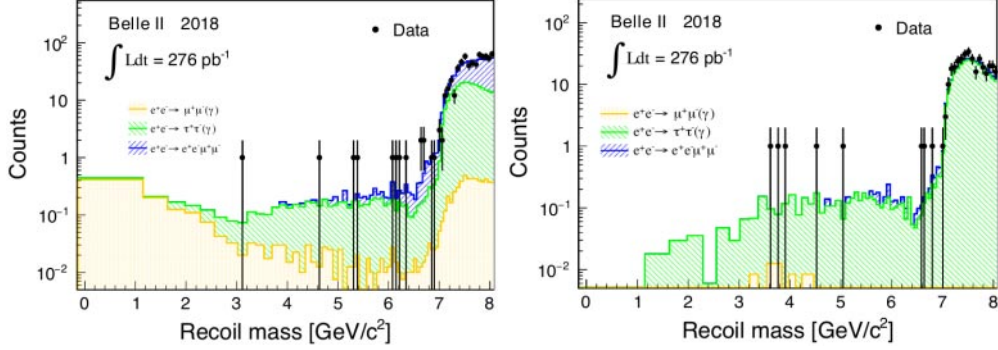 Belle II 2018
∫ Ldt = 276 pb⁻¹
Data
e⁺e⁻→ μ⁺μ⁻(γ)
e⁺e⁻→ τ⁺τ⁻(γ)
e⁺e⁻→ e⁺e⁻μ⁺μ⁻
Counts
10²
10
1
10⁻¹
10⁻²
0 1 2 3 4 5 6 7 8
Recoil mass [GeV/c²]
Belle II 2018
∫ Ldt = 276 pb⁻¹
Data
e⁺e⁻→ μ⁺μ⁻(γ)
e⁺e⁻→ τ⁺τ⁻(γ)
e⁺e⁻→ e⁺e⁻μ⁺μ⁻
Counts
10²
10
1
10⁻¹
10⁻²
0 1 2 3 4 5 6 7 8
Recoil mass [GeV/c²]